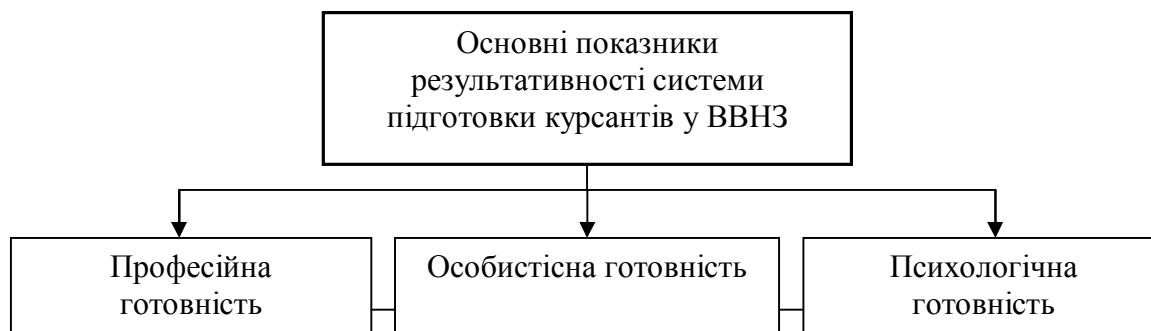 Основні показники
результативності системи
підготовки курсантів у ВВНЗ
Професійна
готовність
Особистісна готовність
Психологічна
готовність